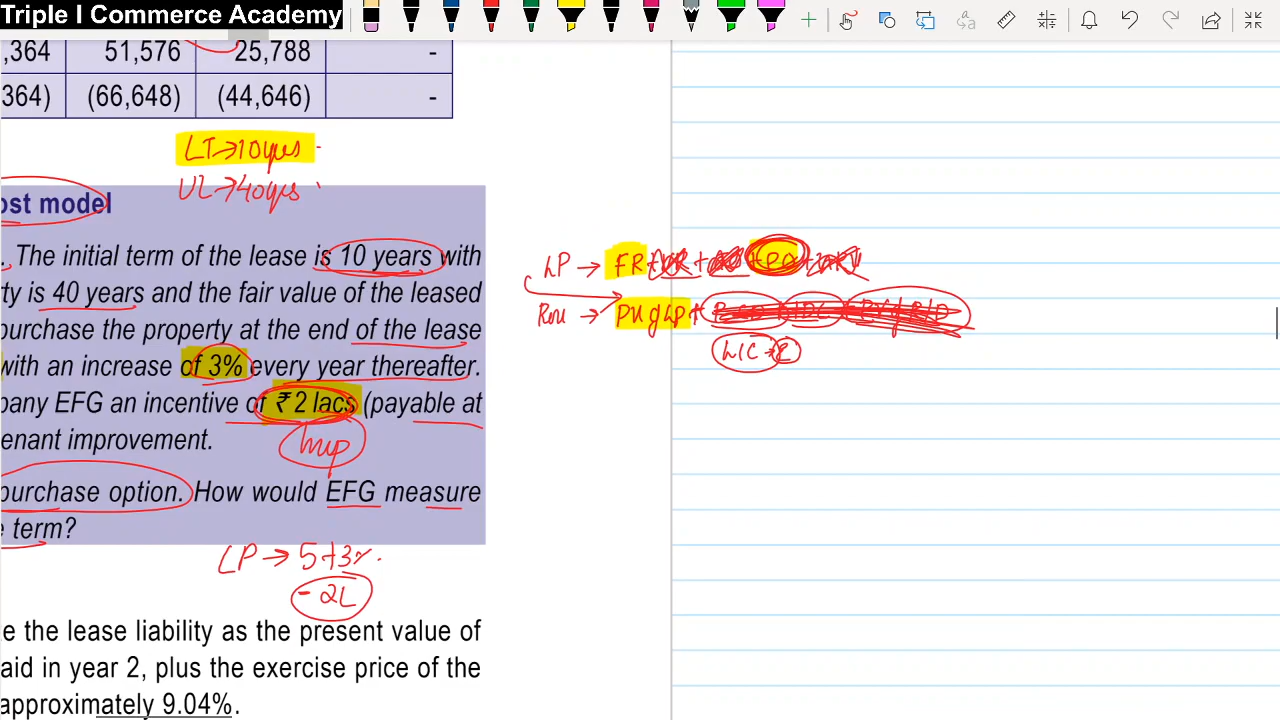 Triple I Commerce Academy
,364 51,576 25,788 -
364) (66,648) (44,646) -
LT→10yrs
UL→40yrs
ost model
. The initial term of the lease is 10 years with
ty is 40 years and the fair value of the leased
purchase the property at the end of the lease
with an increase of 3% every year thereafter.
pany EFG an incentive of ₹ 2 lacs (payable at
enant improvement.
purchase option. How would EFG measure
e term?
LP → 5+3%.
- 2L
e the lease liability as the present value of
aid in year 2, plus the exercise price of the
approximately 9.04%.
LP → FR + + + PO +
ROU → PV of LP +